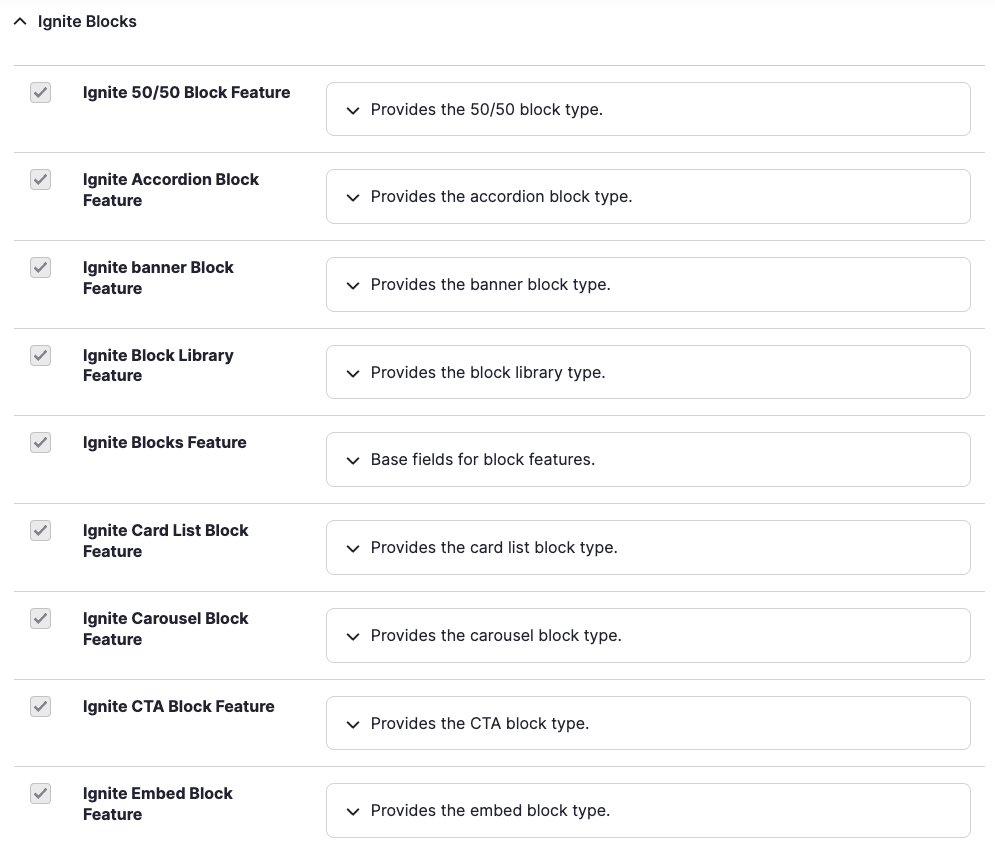 Ignite Blocks
Ignite 50/50 Block Feature
Provides the 50/50 block type.
Ignite Accordion Block
Feature
Provides the accordion block type.
Ignite banner Block
Feature
Provides the banner block type.
Ignite Block Library
Feature
Provides the block library type.
Ignite Blocks Feature
Base fields for block features.
Ignite Card List Block
Feature
Provides the card list block type.
Ignite Carousel Block
Feature
Provides the carousel block type.
Ignite CTA Block Feature
Provides the CTA block type.
Ignite Embed Block
Feature
Provides the embed block type.